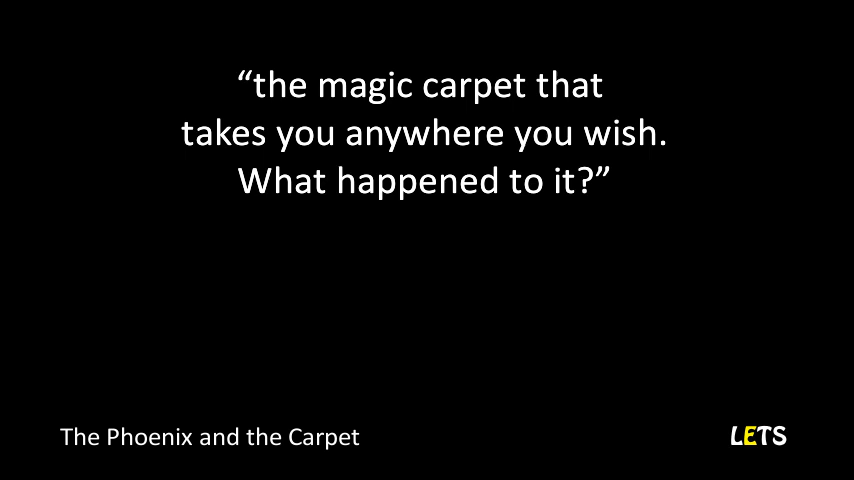 “the magic carpet that
takes you anywhere you wish.
What happened to it?”
The Phoenix and the Carpet
LETS